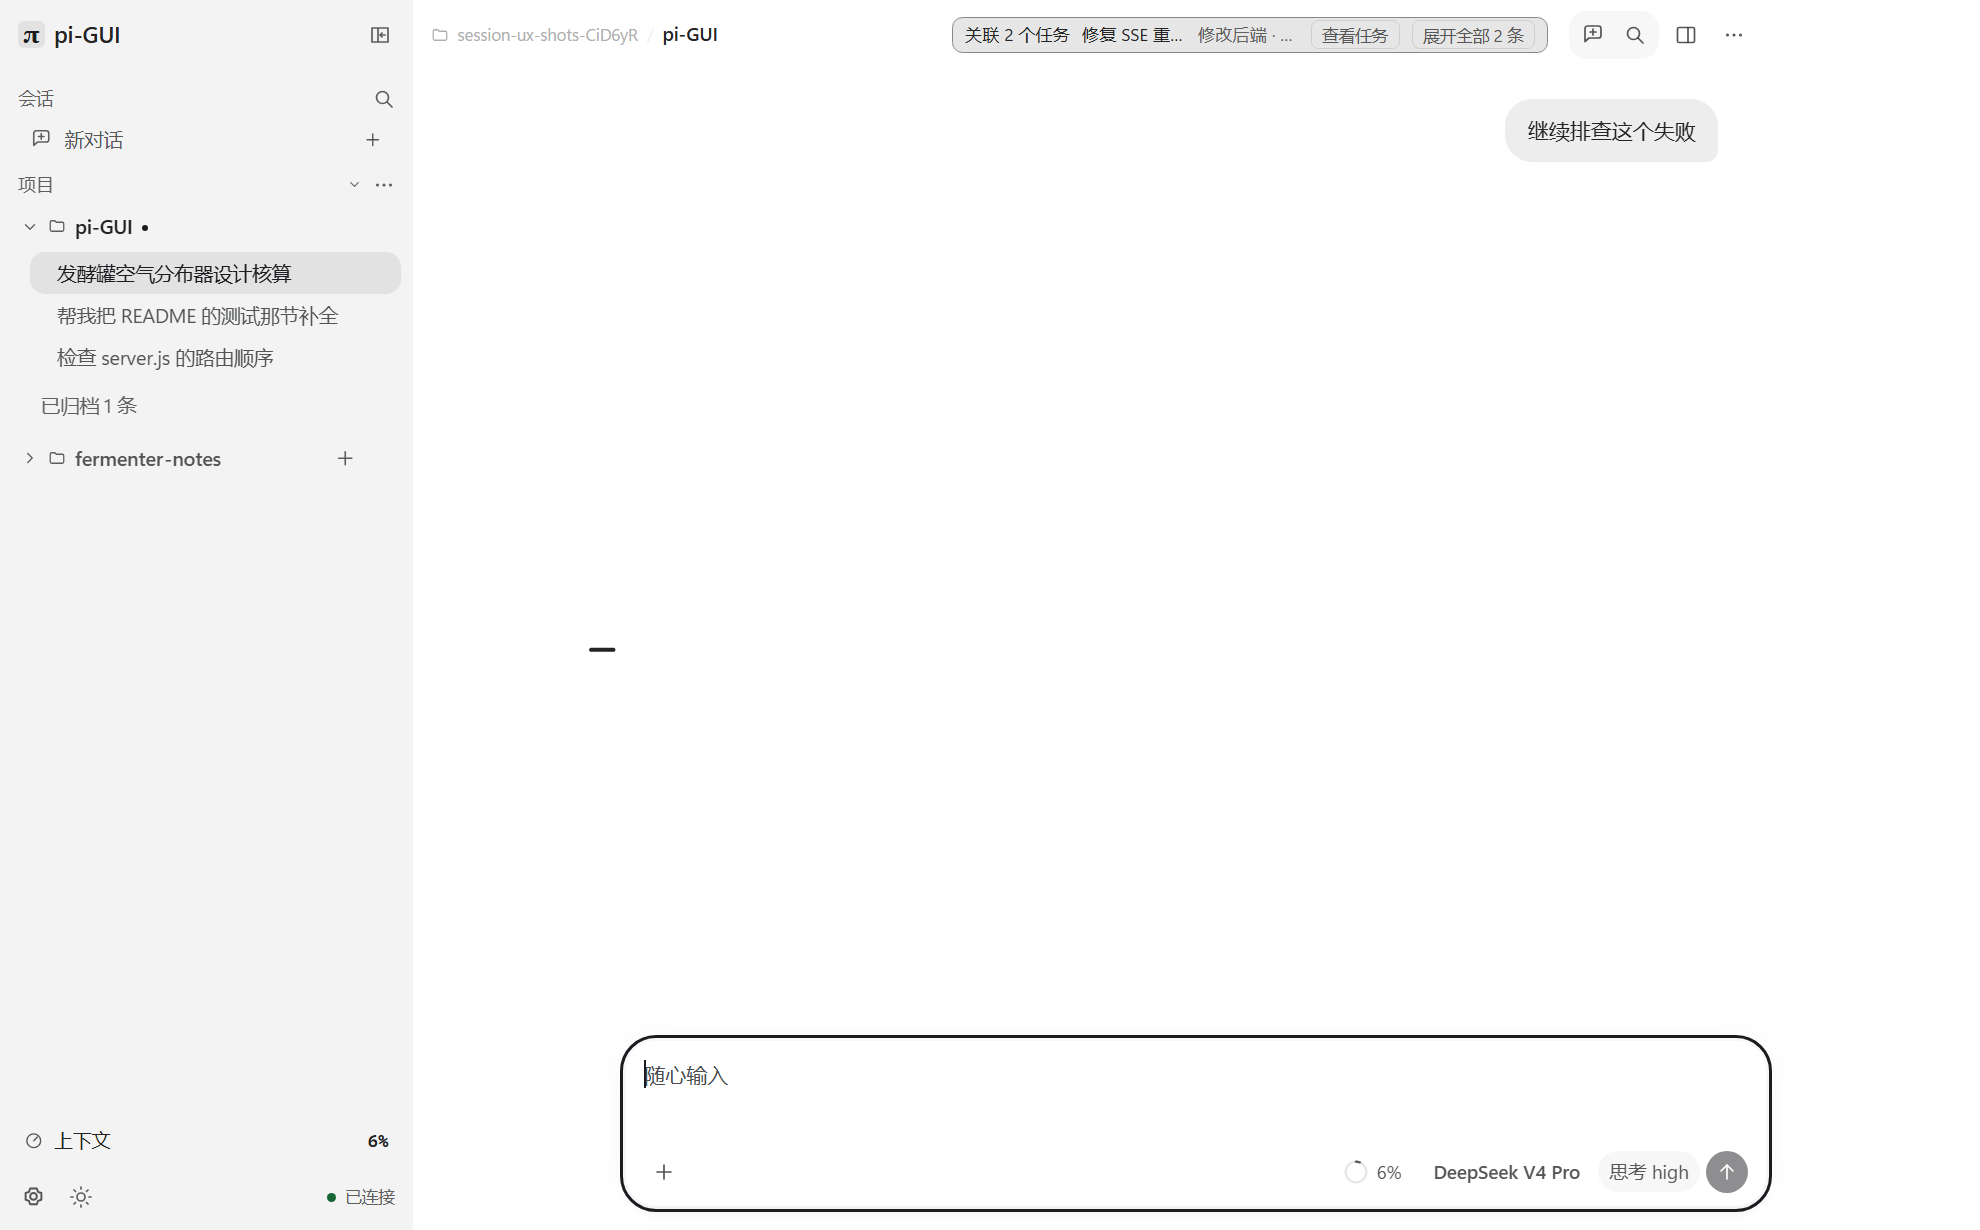 π pi-GUI
会话
新对话
项目
pi-GUI
发酵罐空气分布器设计核算
帮我把 README 的测试那节补全
检查 server.js 的路由顺序
已归档 1 条
fermenter-notes
上下文 6%
已连接
session-ux-shots-CiD6yR / pi-GUI
关联 2 个任务 修复 SSE 重... 修改后端 · ... 查看任务 展开全部 2 条
继续排查这个失败
随心输入
6% DeepSeek V4 Pro 思考 high